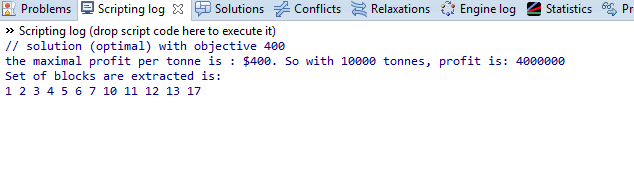 Problems Scripting log Solutions Conflicts Relaxations Engine log Statistics
Scripting log (drop script code here to execute it)
// solution (optimal) with objective 400
the maximal profit per tonne is : $400. So with 10000 tonnes, profit is: 4000000
Set of blocks are extracted is:
1 2 3 4 5 6 7 10 11 12 13 17